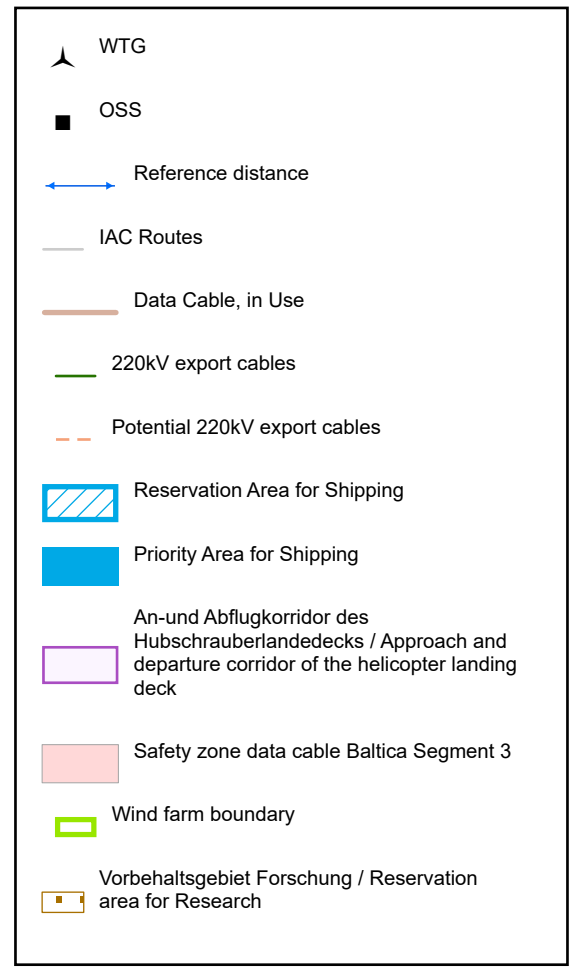 WTG
OSS
Reference distance
IAC Routes
Data Cable, in Use
220kV export cables
Potential 220kV export cables
Reservation Area for Shipping
Priority Area for Shipping
An-und Abflugkorridor des
Hubschrauberlandedecks / Approach and
departure corridor of the helicopter landing
deck
Safety zone data cable Baltica Segment 3
Wind farm boundary
Vorbehaltsgebiet Forschung / Reservation
area for Research